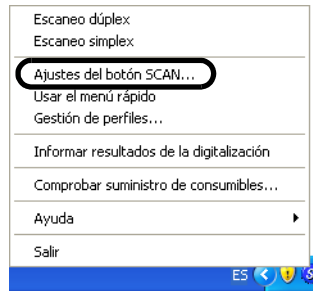 Escaneo dúplex
Escaneo simplex
Ajustes del botón SCAN...
Usar el menú rápido
Gestión de perfiles...
Informar resultados de la digitalización
Comprobar suministro de consumibles...
Ayuda
Salir
ES